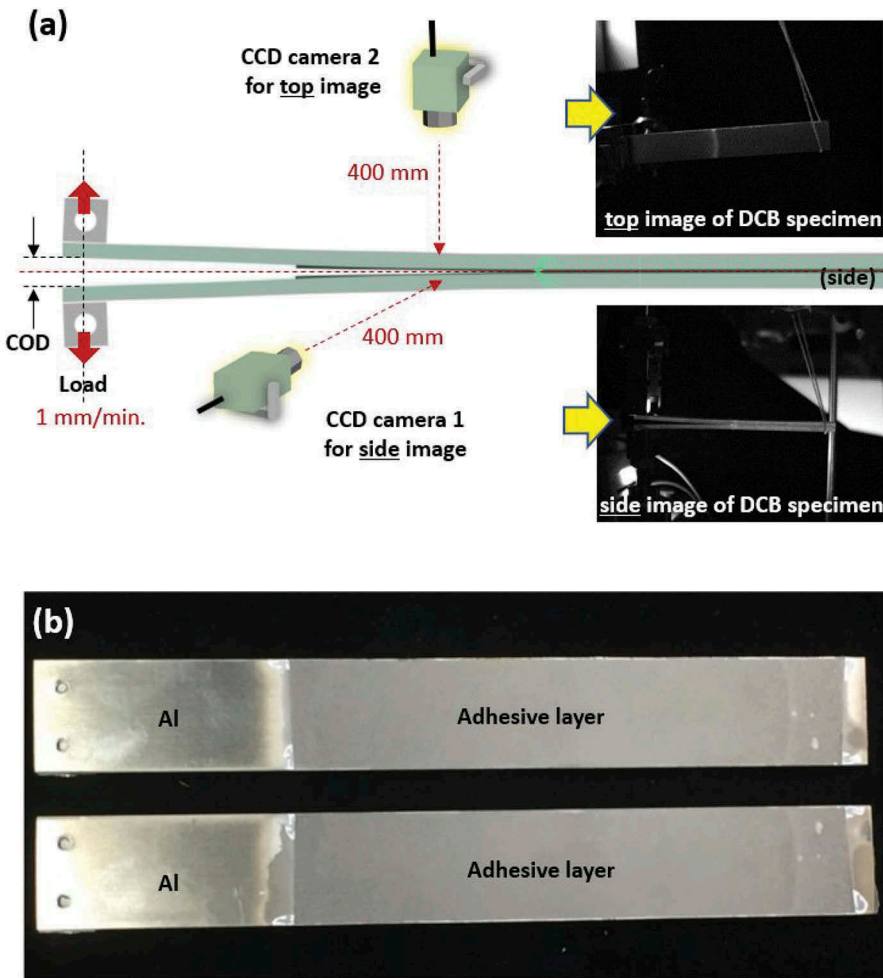 (a)
CCD camera 2
for top image
400 mm
top image of DCB specimen
(side)
COD
400 mm
Load
1 mm/min.
CCD camera 1
for side image
side image of DCB specimen
(b)
Al
Adhesive layer
Al
Adhesive layer